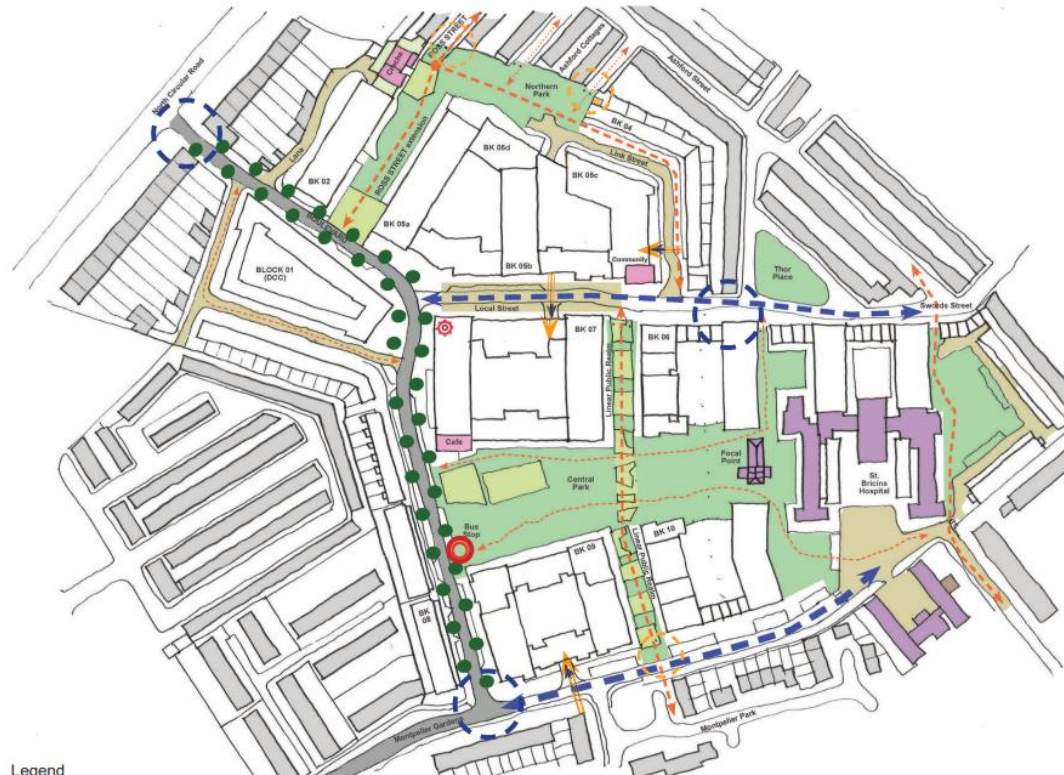 North Circular Road
ROSS STREET
Creche
Ashford Cottages
Ashford Street
Northern
Park
BK 04
Link Street
Lane
BK 02
ROSS STREET extension
BK 05d
BK 05c
BOULEVARD
BK 05a
BLOCK 01
(DCC)
BK 05b
Community
Thor
Place
Local Street
Swords Street
BK 07
BK 06
Linear Public Realm
Cafe
Focal
Point
Central
Park
St.
Bricins
Hospital
Bus
Stop
BK 09
BK 10
Linear Public Realm
BK
08
Montpelier Gardens
Montpelier Park
Legend